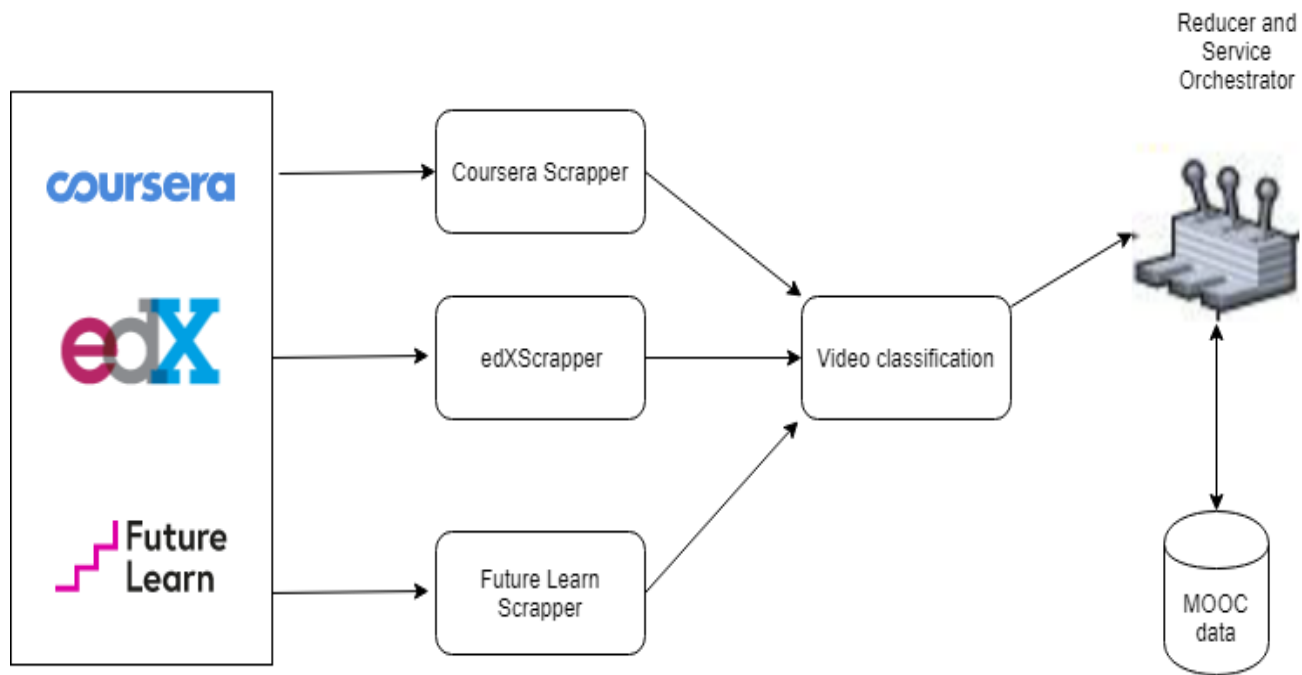 Reducer and
Service
Orchestrator
coursera
Coursera Scrapper
edX
edXScrapper
Video classification
Future
Learn
Future Learn
Scrapper
MOOC
data